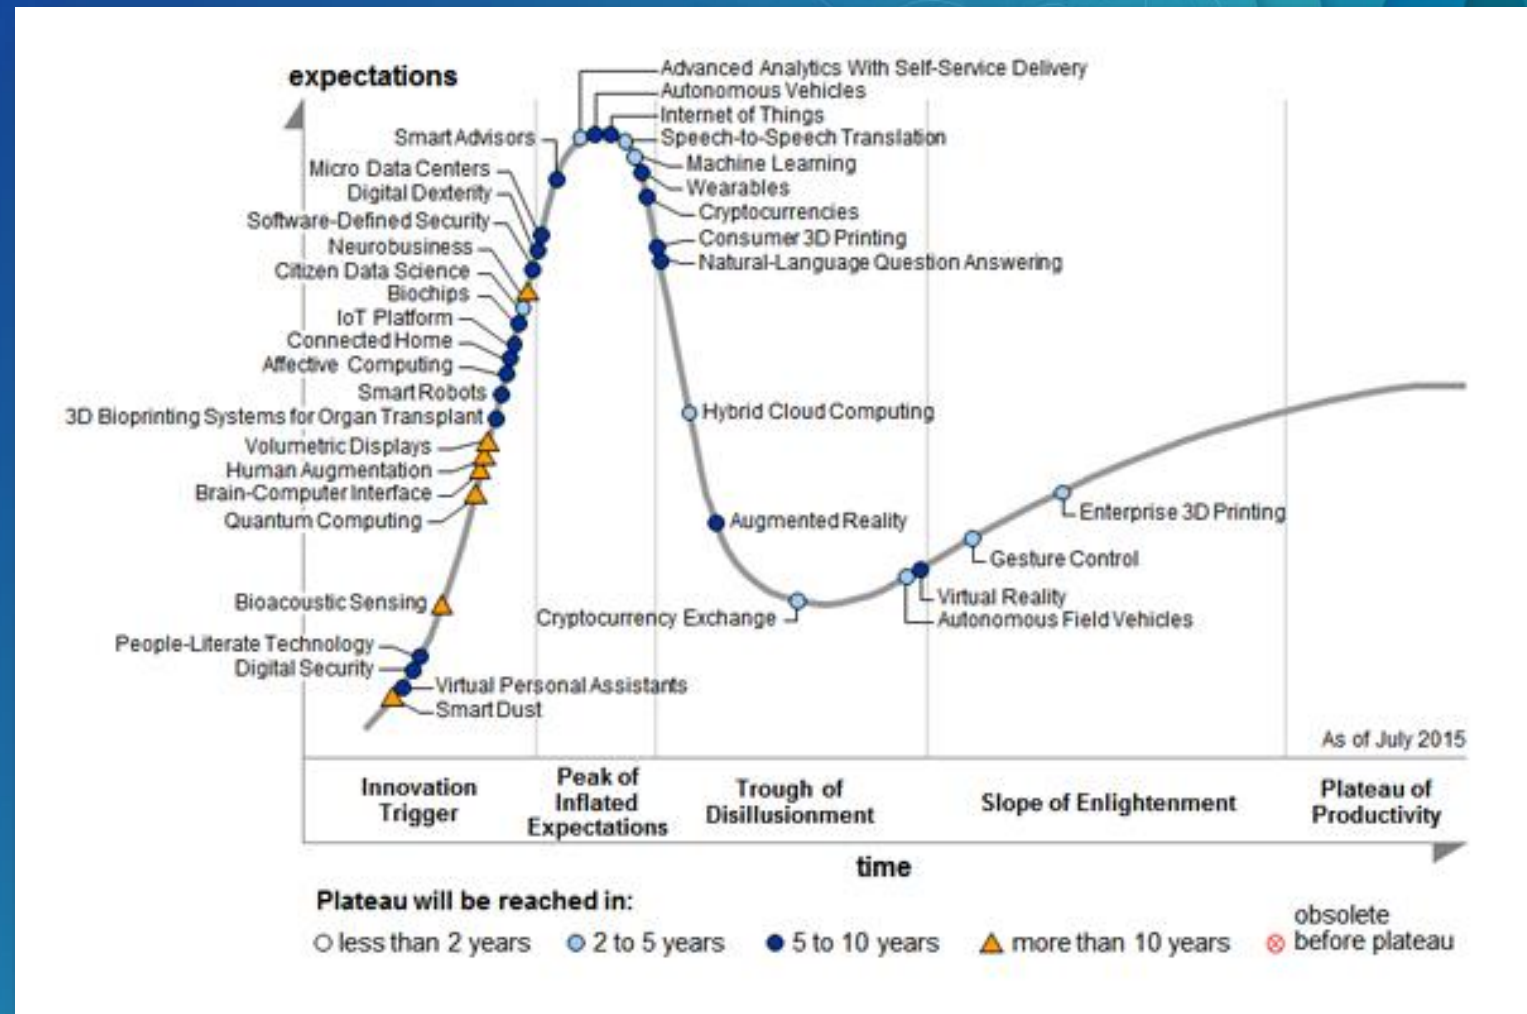 expectations
Advanced Analytics With Self-Service Delivery
Autonomous Vehicles
Internet of Things
Speech-to-Speech Translation
Machine Learning
Wearables
Cryptocurrencies
Consumer 3D Printing
Natural-Language Question Answering
Smart Advisors
Micro Data Centers
Digital Dexterity
Software-Defined Security
Neurobusiness
Citizen Data Science
Biochips
IoT Platform
Connected Home
Affective Computing
Smart Robots
3D Bioprinting Systems for Organ Transplant
Volumetric Displays
Human Augmentation
Brain-Computer Interface
Quantum Computing
Bioacoustic Sensing
People-Literate Technology
Digital Security
Virtual Personal Assistants
Smart Dust
Hybrid Cloud Computing
Augmented Reality
Cryptocurrency Exchange
Enterprise 3D Printing
Gesture Control
Virtual Reality
Autonomous Field Vehicles
As of July 2015
Innovation
Trigger
Peak of
Inflated
Expectations
Trough of
Disillusionment
Slope of Enlightenment
Plateau of
Productivity
time
Plateau will be reached in:
less than 2 years
2 to 5 years
5 to 10 years
more than 10 years
obsolete
before plateau